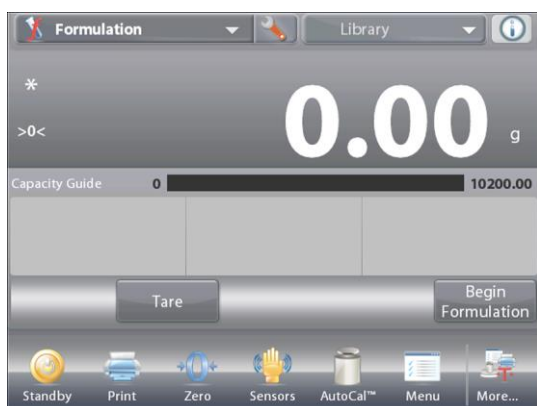 Formulation
Library
*
>0<
0.00 g
Capacity Guide 0 10200.00
Tare
Begin
Formulation
Standby Print Zero Sensors AutoCal™ Menu More...